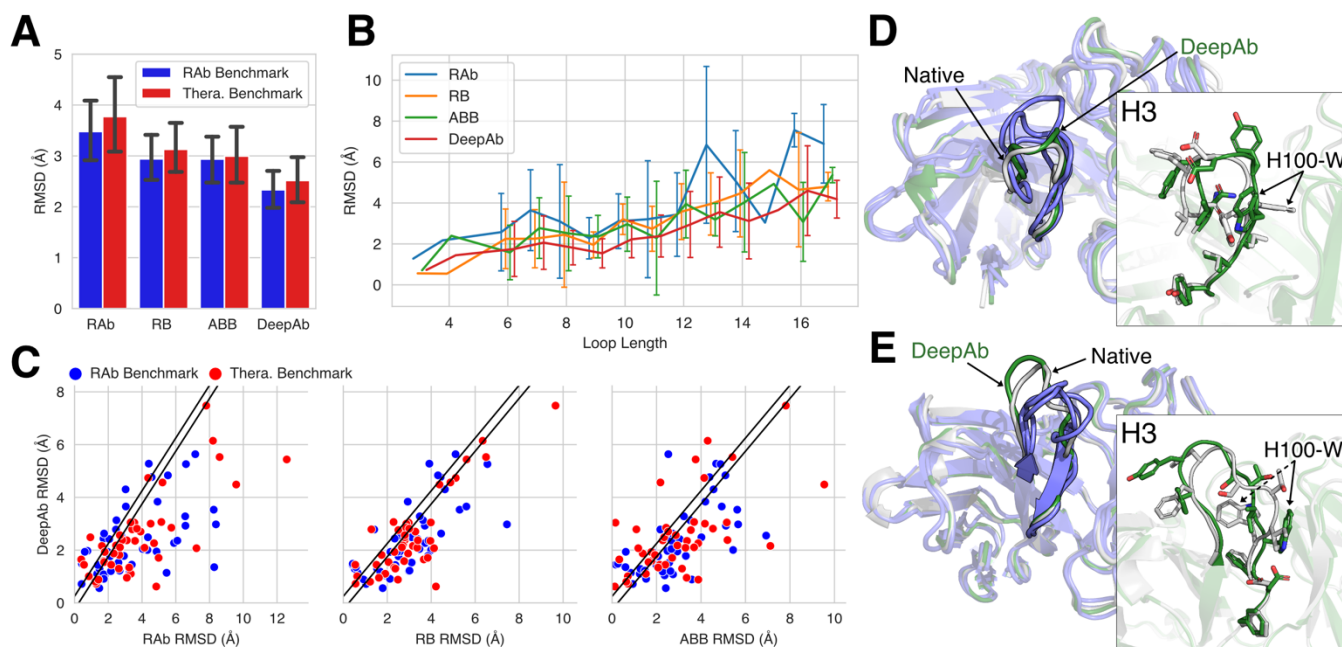 A
RMSD (Å)
5
4
3
2
1
0
RAb Benchmark
Thera. Benchmark
RAb
RB
ABB
DeepAb
B
RMSD (Å)
10
8
6
4
2
0
RAb
RB
ABB
DeepAb
4
6
8
10
12
14
16
Loop Length
C
RAb Benchmark
Thera. Benchmark
DeepAb RMSD (Å)
8
6
4
2
0
0 2 4 6 8 10 12
RAb RMSD (Å)
0 2 4 6 8 10
RB RMSD (Å)
0 2 4 6 8 10
ABB RMSD (Å)
D
Native
DeepAb
H3
H100-W
E
DeepAb
Native
H3
H100-W